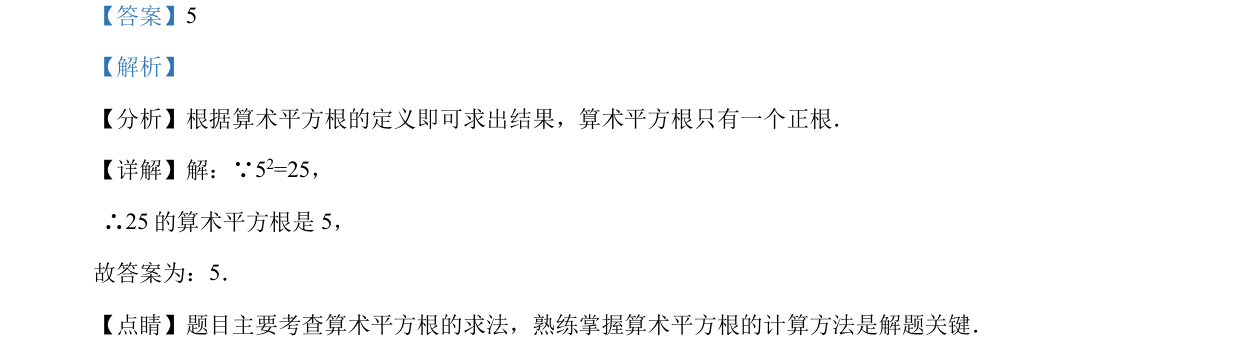 【答案】5
【解析】
【分析】根据算术平方根的定义即可求出结果，算术平方根只有一个正根．
【详解】解：∵5²=25，
∴25 的算术平方根是 5，
故答案为：5．
【点睛】题目主要考查算术平方根的求法，熟练掌握算术平方根的计算方法是解题关键．